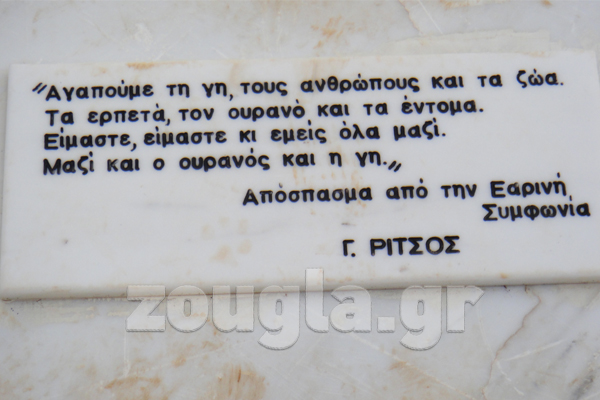 "Αγαπούμε τη γη, τους ανθρώπους και τα ζώα.
Τα ερπετά, τον ουρανό και τα έντομα.
Είμαστε, είμαστε κι εμείς όλα μαζί.
Μαζί και ο ουρανός και η γη.„
Απόσπασμα από την Εαρινή
Συμφωνία
Γ. ΡΙΤΣΟΣ
zougla.gr